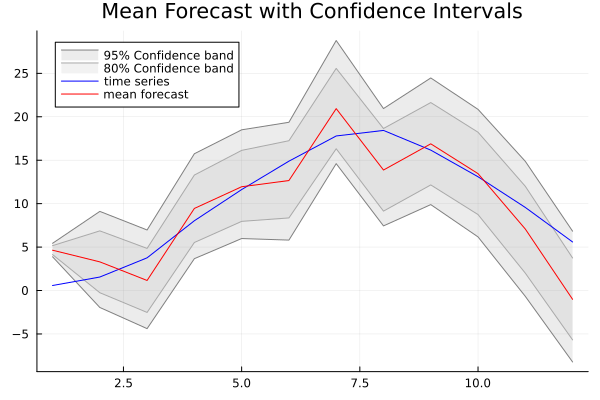 Mean Forecast with Confidence Intervals
95% Confidence band
80% Confidence band
time series
mean forecast
25
20
15
10
5
0
−5
2.5 5.0 7.5 10.0